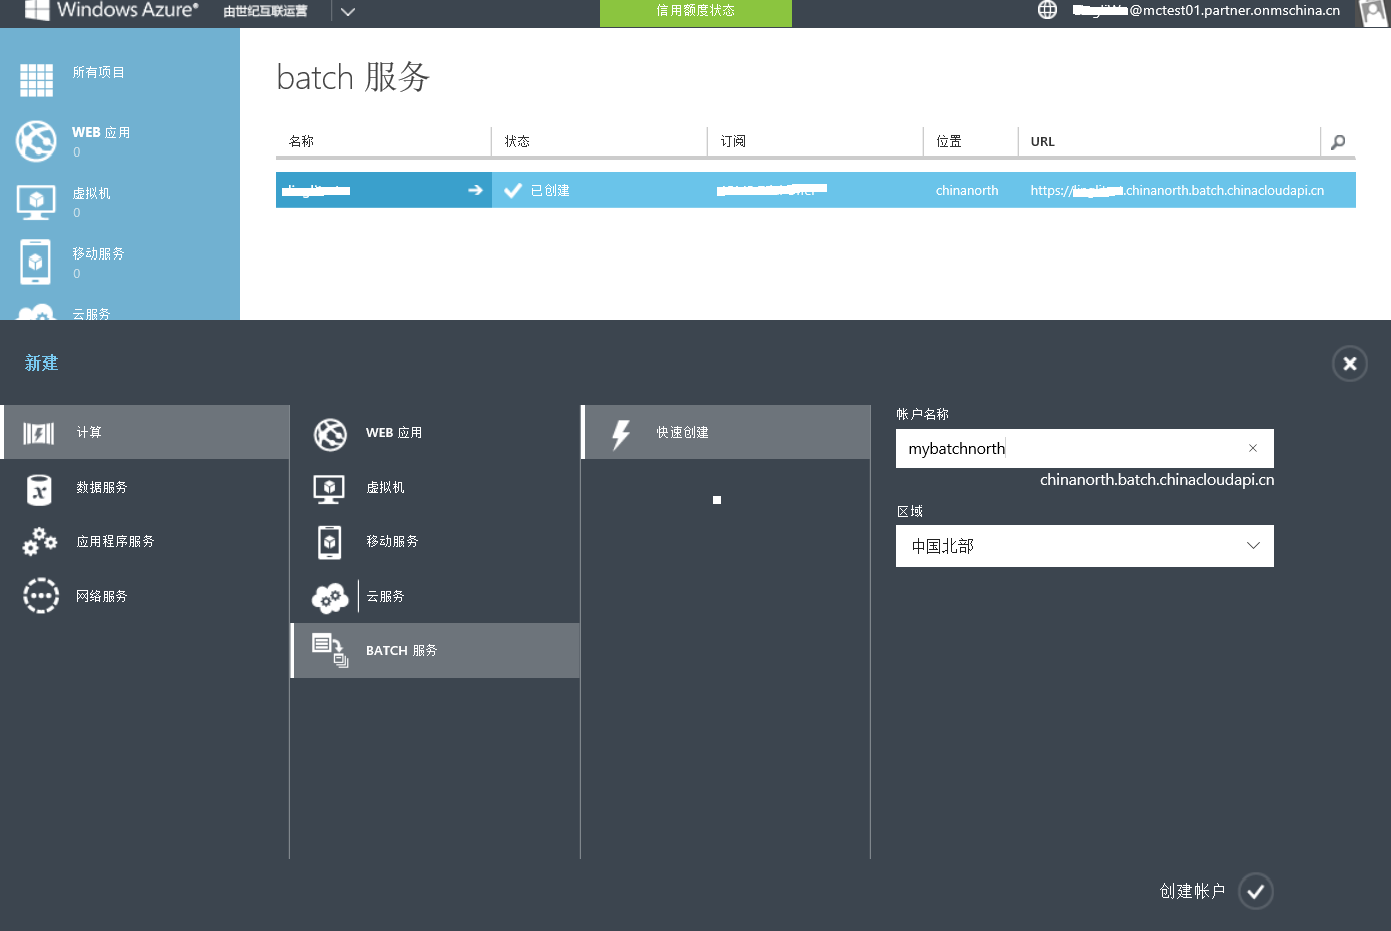 Windows Azure® 由世纪互联运营
信用额度状态
@mctest01.partner.onmschina.cn
所有项目
WEB 应用
0
虚拟机
0
移动服务
0
云服务
batch 服务
名称 状态 订阅 位置 URL
已创建 chinanorth https:// .chinanorth.batch.chinacloudapi.cn
新建
计算
数据服务
应用程序服务
网络服务
WEB 应用
虚拟机
移动服务
云服务
BATCH 服务
快速创建
帐户名称
mybatchnorth
chinanorth.batch.chinacloudapi.cn
区域
中国北部
创建帐户